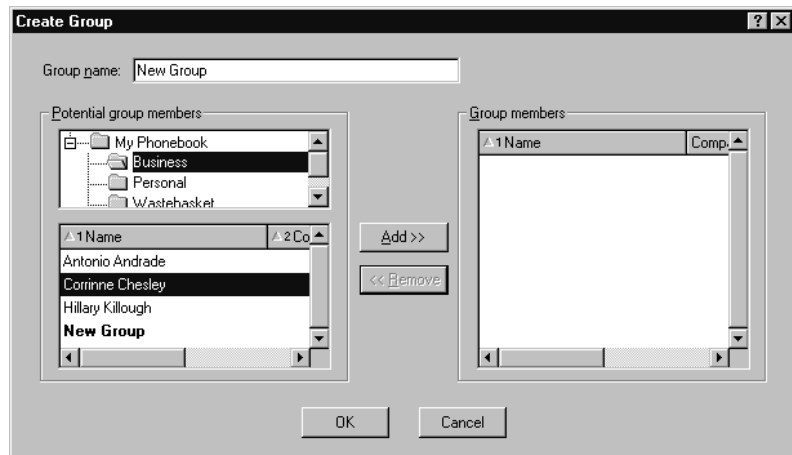 Create Group
Group name: New Group
Potential group members
My Phonebook
Business
Personal
Wastebasket
1 Name 2 Co
Antonio Andrade
Corrinne Chesley
Hillary Killough
New Group
Add >>
<< Remove
Group members
1 Name Comp
OK
Cancel